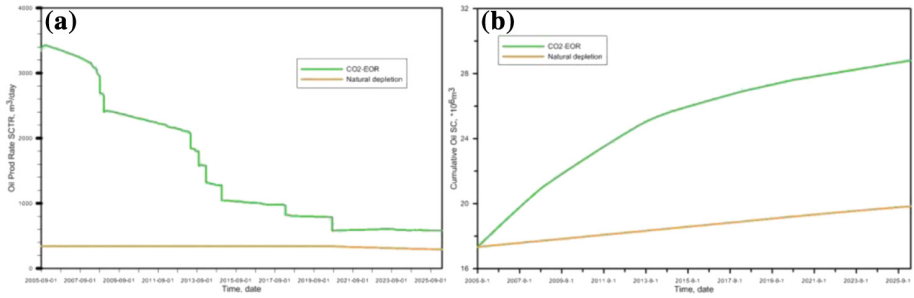 (a)
4000
3000
2000
1000
0
Oil Prod Rate SCTR, m³/day
CO2-EOR
Natural depletion
2005-09-01 2007-09-01 2009-09-01 2011-09-01 2013-09-01 2015-09-01 2017-09-01 2019-09-01 2021-09-01 2023-09-01 2025-09-01
Time, date
(b)
32
28
24
20
16
Cumulative Oil SC, *10⁶m³
CO2-EOR
Natural depletion
2005-9-1 2007-9-1 2009-9-1 2011-9-1 2013-9-1 2015-9-1 2017-9-1 2019-9-1 2021-9-1 2023-9-1 2025-9-1
Time, date